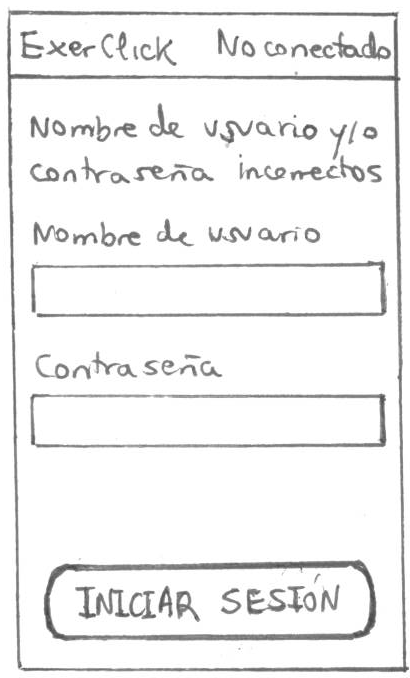 ExerClick No conectado
Nombre de usuario y/o
contraseña incorrectos
Nombre de usuario
Contraseña
INICIAR SESIÓN